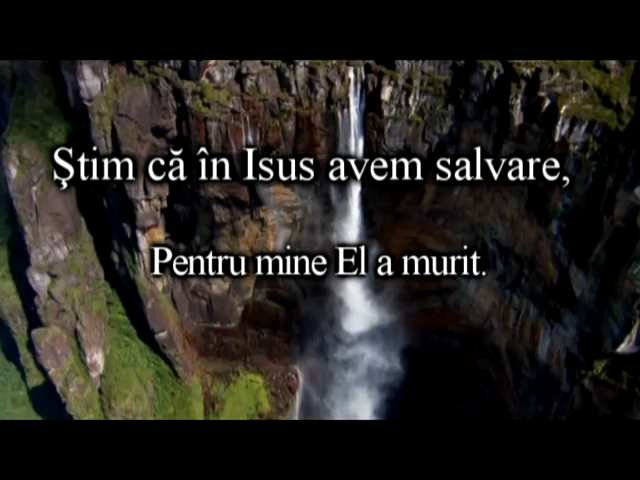 Ştim că în Isus avem salvare,
Pentru mine El a murit.